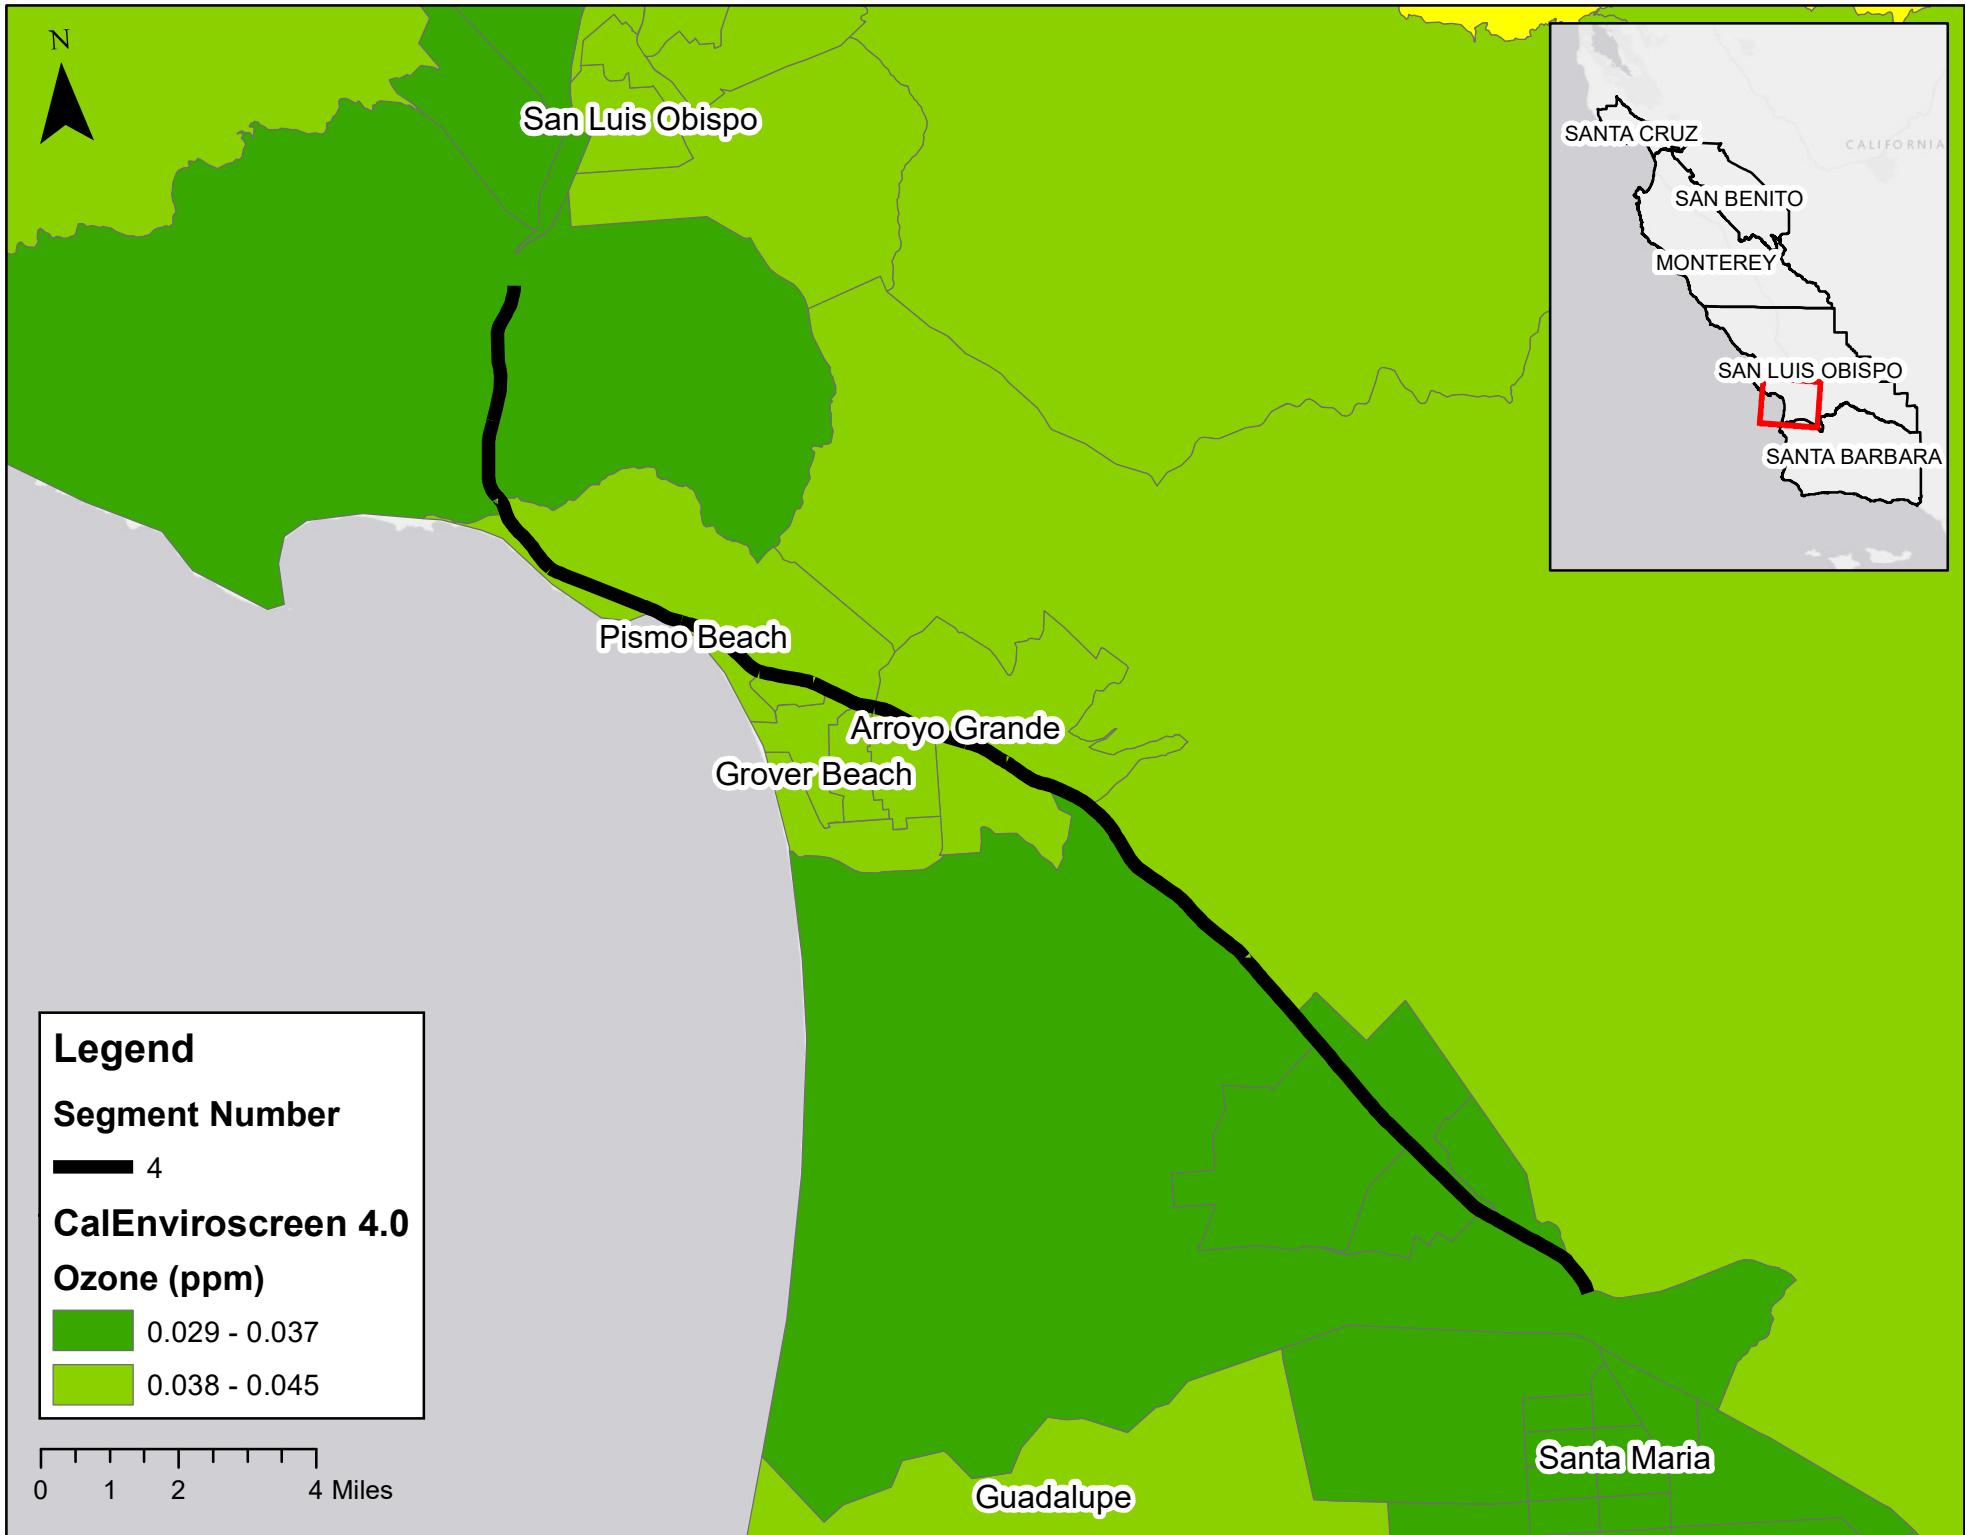 N
San Luis Obispo
Pismo Beach
Arroyo Grande
Grover Beach
Santa Maria
Guadalupe
CALIFORNIA
SANTA CRUZ
SAN BENITO
MONTEREY
SAN LUIS OBISPO
SANTA BARBARA
Legend
Segment Number
4
CalEnviroscreen 4.0
Ozone (ppm)
0.029 - 0.037
0.038 - 0.045
0 1 2 4 Miles